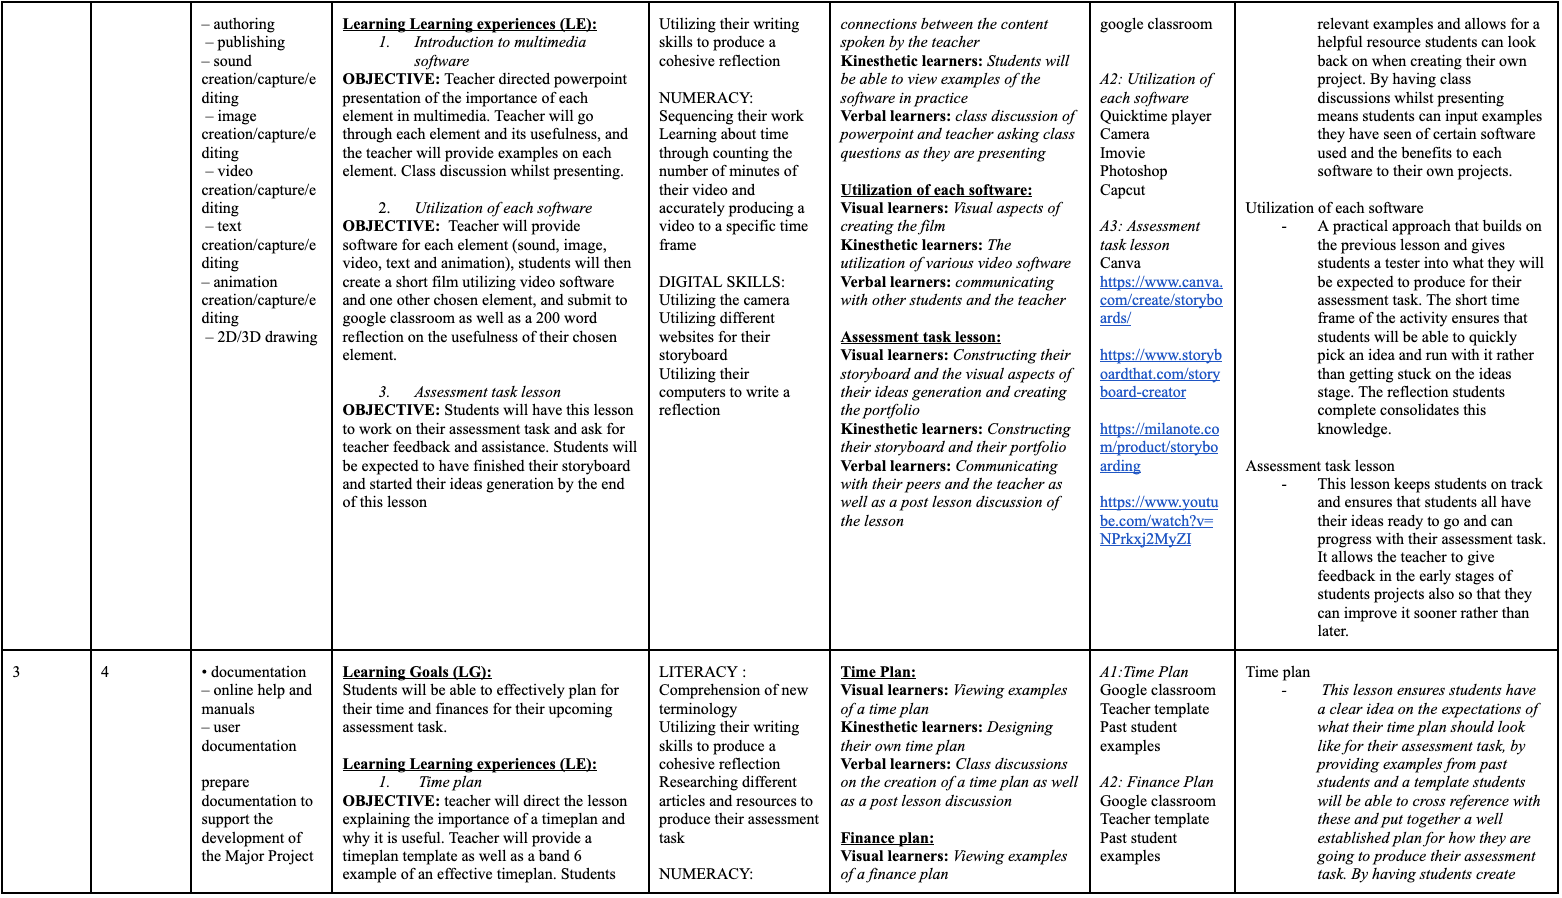 – authoring
– publishing
– sound
creation/capture/e
diting
– image
creation/capture/e
diting
– video
creation/capture/e
diting
– text
creation/capture/e
diting
– animation
creation/capture/e
diting
– 2D/3D drawing
Learning Learning experiences (LE):
1. Introduction to multimedia
software
OBJECTIVE: Teacher directed powerpoint
presentation of the importance of each
element in multimedia. Teacher will go
through each element and its usefulness, and
the teacher will provide examples on each
element. Class discussion whilst presenting.
2. Utilization of each software
OBJECTIVE: Teacher will provide
software for each element (sound, image,
video, text and animation), students will then
create a short film utilizing video software
and one other chosen element, and submit to
google classroom as well as a 200 word
reflection on the usefulness of their chosen
element.
3. Assessment task lesson
OBJECTIVE: Students will have this lesson
to work on their assessment task and ask for
teacher feedback and assistance. Students will
be expected to have finished their storyboard
and started their ideas generation by the end
of this lesson
Utilizing their writing
skills to produce a
cohesive reflection
NUMERACY:
Sequencing their work
Learning about time
through counting the
number of minutes of
their video and
accurately producing a
video to a specific time
frame
DIGITAL SKILLS:
Utilizing the camera
Utilizing different
websites for their
storyboard
Utilizing their
computers to write a
reflection
connections between the content
spoken by the teacher
Kinesthetic learners: Students will
be able to view examples of the
software in practice
Verbal learners: class discussion of
powerpoint and teacher asking class
questions as they are presenting
Utilization of each software:
Visual learners: Visual aspects of
creating the film
Kinesthetic learners: The
utilization of various video software
Verbal learners: communicating
with other students and the teacher
Assessment task lesson:
Visual learners: Constructing their
storyboard and the visual aspects of
their ideas generation and creating
the portfolio
Kinesthetic learners: Constructing
their storyboard and their portfolio
Verbal learners: Communicating
with their peers and the teacher as
well as a post lesson discussion of
the lesson
google classroom
A2: Utilization of
each software
Quicktime player
Camera
Imovie
Photoshop
Capcut
A3: Assessment
task lesson
Canva
https://www.canva.
com/create/storybo
ards/
https://www.storyb
oardthat.com/story
board-creator
https://milanote.co
m/product/storybo
arding
https://www.youtu
be.com/watch?v=
NPrkxj2MyZI
relevant examples and allows for a
helpful resource students can look
back on when creating their own
project. By having class
discussions whilst presenting
means students can input examples
they have seen of certain software
used and the benefits to each
software to their own projects.
Utilization of each software
- A practical approach that builds on
the previous lesson and gives
students a tester into what they will
be expected to produce for their
assessment task. The short time
frame of the activity ensures that
students will be able to quickly
pick an idea and run with it rather
than getting stuck on the ideas
stage. The reflection students
complete consolidates this
knowledge.
Assessment task lesson
- This lesson keeps students on track
and ensures that students all have
their ideas ready to go and can
progress with their assessment task.
It allows the teacher to give
feedback in the early stages of
students projects also so that they
can improve it sooner rather than
later.
3
4
• documentation
– online help and
manuals
– user
documentation
prepare
documentation to
support the
development of
the Major Project
Learning Goals (LG):
Students will be able to effectively plan for
their time and finances for their upcoming
assessment task.
Learning Learning experiences (LE):
1. Time plan
OBJECTIVE: teacher will direct the lesson
explaining the importance of a timeplan and
why it is useful. Teacher will provide a
timeplan template as well as a band 6
example of an effective timeplan. Students
LITERACY :
Comprehension of new
terminology
Utilizing their writing
skills to produce a
cohesive reflection
Researching different
articles and resources to
produce their assessment
task
NUMERACY:
Time Plan:
Visual learners: Viewing examples
of a time plan
Kinesthetic learners: Designing
their own time plan
Verbal learners: Class discussions
on the creation of a time plan as well
as a post lesson discussion
Finance plan:
Visual learners: Viewing examples
of a finance plan
A1:Time Plan
Google classroom
Teacher template
Past student
examples
A2: Finance Plan
Google classroom
Teacher template
Past student
examples
Time plan
- This lesson ensures students have
a clear idea on the expectations of
what their time plan should look
like for their assessment task, by
providing examples from past
students and a template students
will be able to cross reference with
these and put together a well
established plan for how they are
going to produce their assessment
task. By having students create